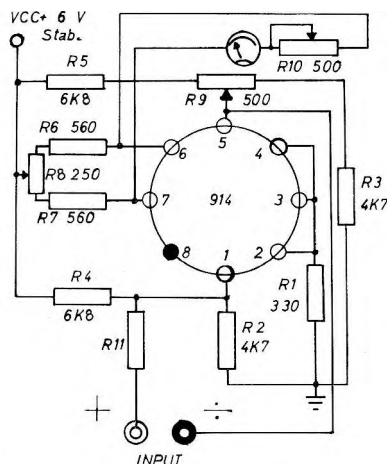 VCC+ 6 V
Stab.
R5
6K8
R10 500
R9 500
R6 560
R8 250
R7 560
R3
4K7
6
5
4
7
914
3
8
1
2
R4
6K8
R1
330
R11
R2
4K7
+
÷
INPUT